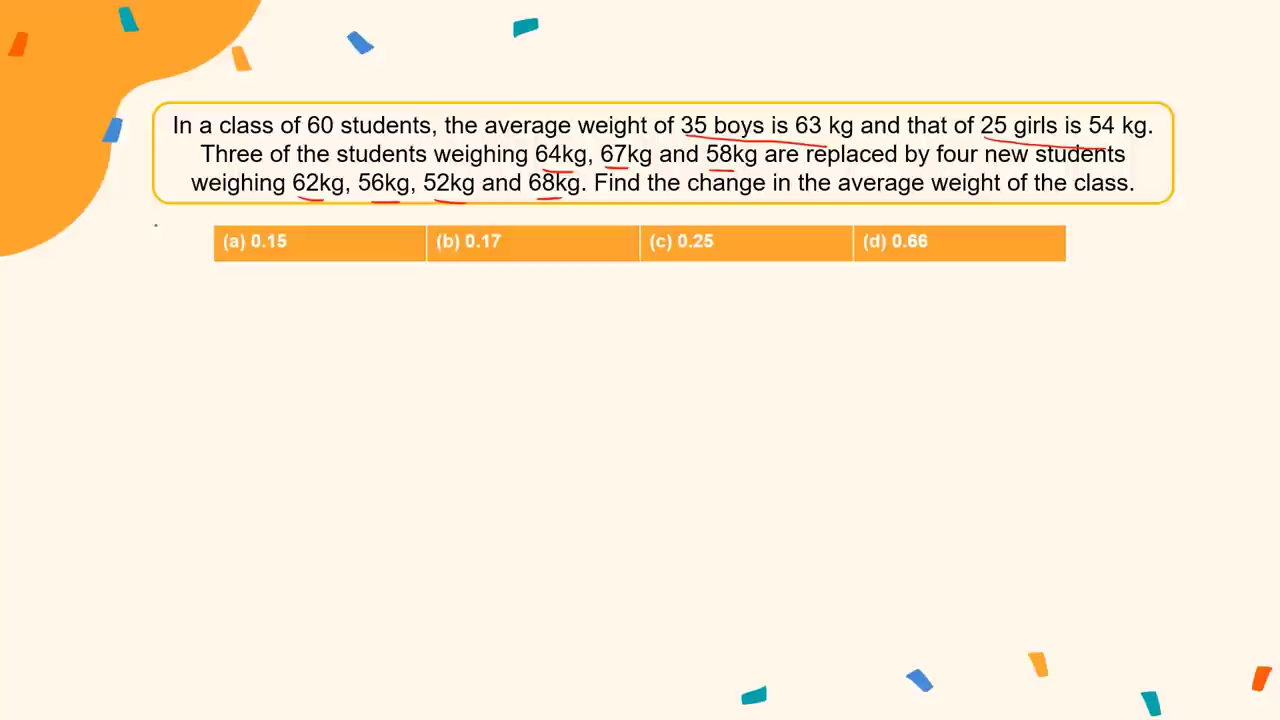 In a class of 60 students, the average weight of 35 boys is 63 kg and that of 25 girls is 54 kg.
Three of the students weighing 64kg, 67kg and 58kg are replaced by four new students
weighing 62kg, 56kg, 52kg and 68kg. Find the change in the average weight of the class.
(a) 0.15 (b) 0.17 (c) 0.25 (d) 0.66